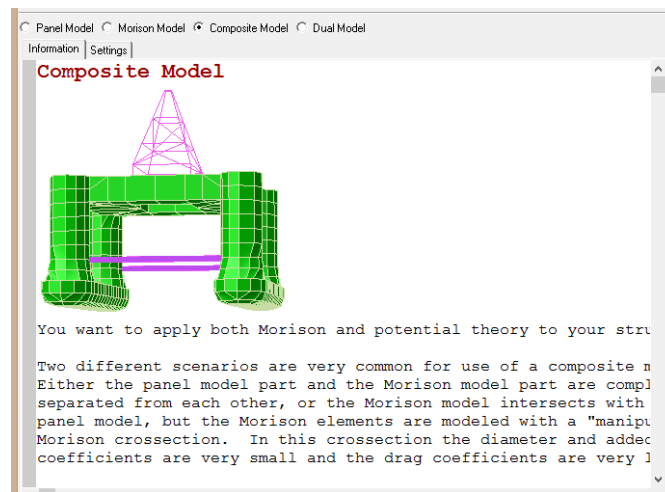 Panel Model Morison Model Composite Model Dual Model
Information Settings
Composite Model
You want to apply both Morison and potential theory to your stru
Two different scenarios are very common for use of a composite m
Either the panel model part and the Morison model part are compl
separated from each other, or the Morison model intersects with
panel model, but the Morison elements are modeled with a "manipu
Morison crossection. In this crossection the diameter and added
coefficients are very small and the drag coefficients are very l